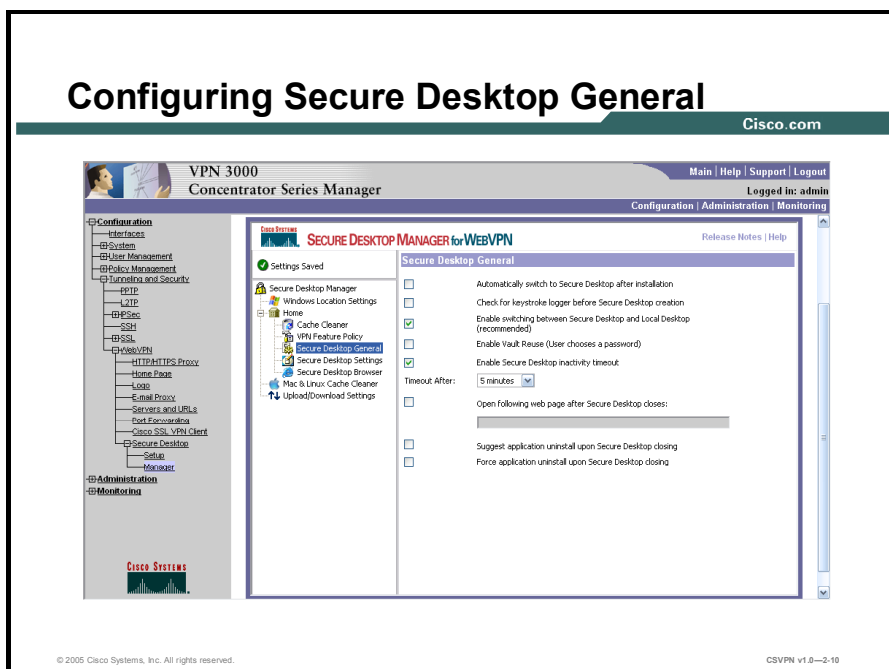 Configuring Secure Desktop General
Cisco.com
VPN 3000
Concentrator Series Manager
Main | Help | Support | Logout
Logged in: admin
Configuration | Administration | Monitoring
Configuration
Interfaces
System
User Management
Policy Management
Tunneling and Security
PPTP
L2TP
IPSec
SSH
SSL
WebVPN
HTTP/HTTPS Proxy
Home Page
Logo
E-mail Proxy
Servers and URLs
Port Forwarding
Cisco SSL VPN Client
Secure Desktop
Setup
Manager
Administration
Monitoring
CISCO SYSTEMS
CISCO SYSTEMS
SECURE DESKTOP MANAGER for WEBVPN
Release Notes | Help
Settings Saved
Secure Desktop Manager
Windows Location Settings
Home
Cache Cleaner
VPN Feature Policy
Secure Desktop General
Secure Desktop Settings
Secure Desktop Browser
Mac & Linux Cache Cleaner
Upload/Download Settings
Secure Desktop General
Automatically switch to Secure Desktop after installation
Check for keystroke logger before Secure Desktop creation
Enable switching between Secure Desktop and Local Desktop
(recommended)
Enable Vault Reuse (User chooses a password)
Enable Secure Desktop inactivity timeout
Timeout After: 5 minutes
Open following web page after Secure Desktop closes:
Suggest application uninstall upon Secure Desktop closing
Force application uninstall upon Secure Desktop closing
© 2005 Cisco Systems, Inc. All rights reserved.
CSVPN v1.0—2-10